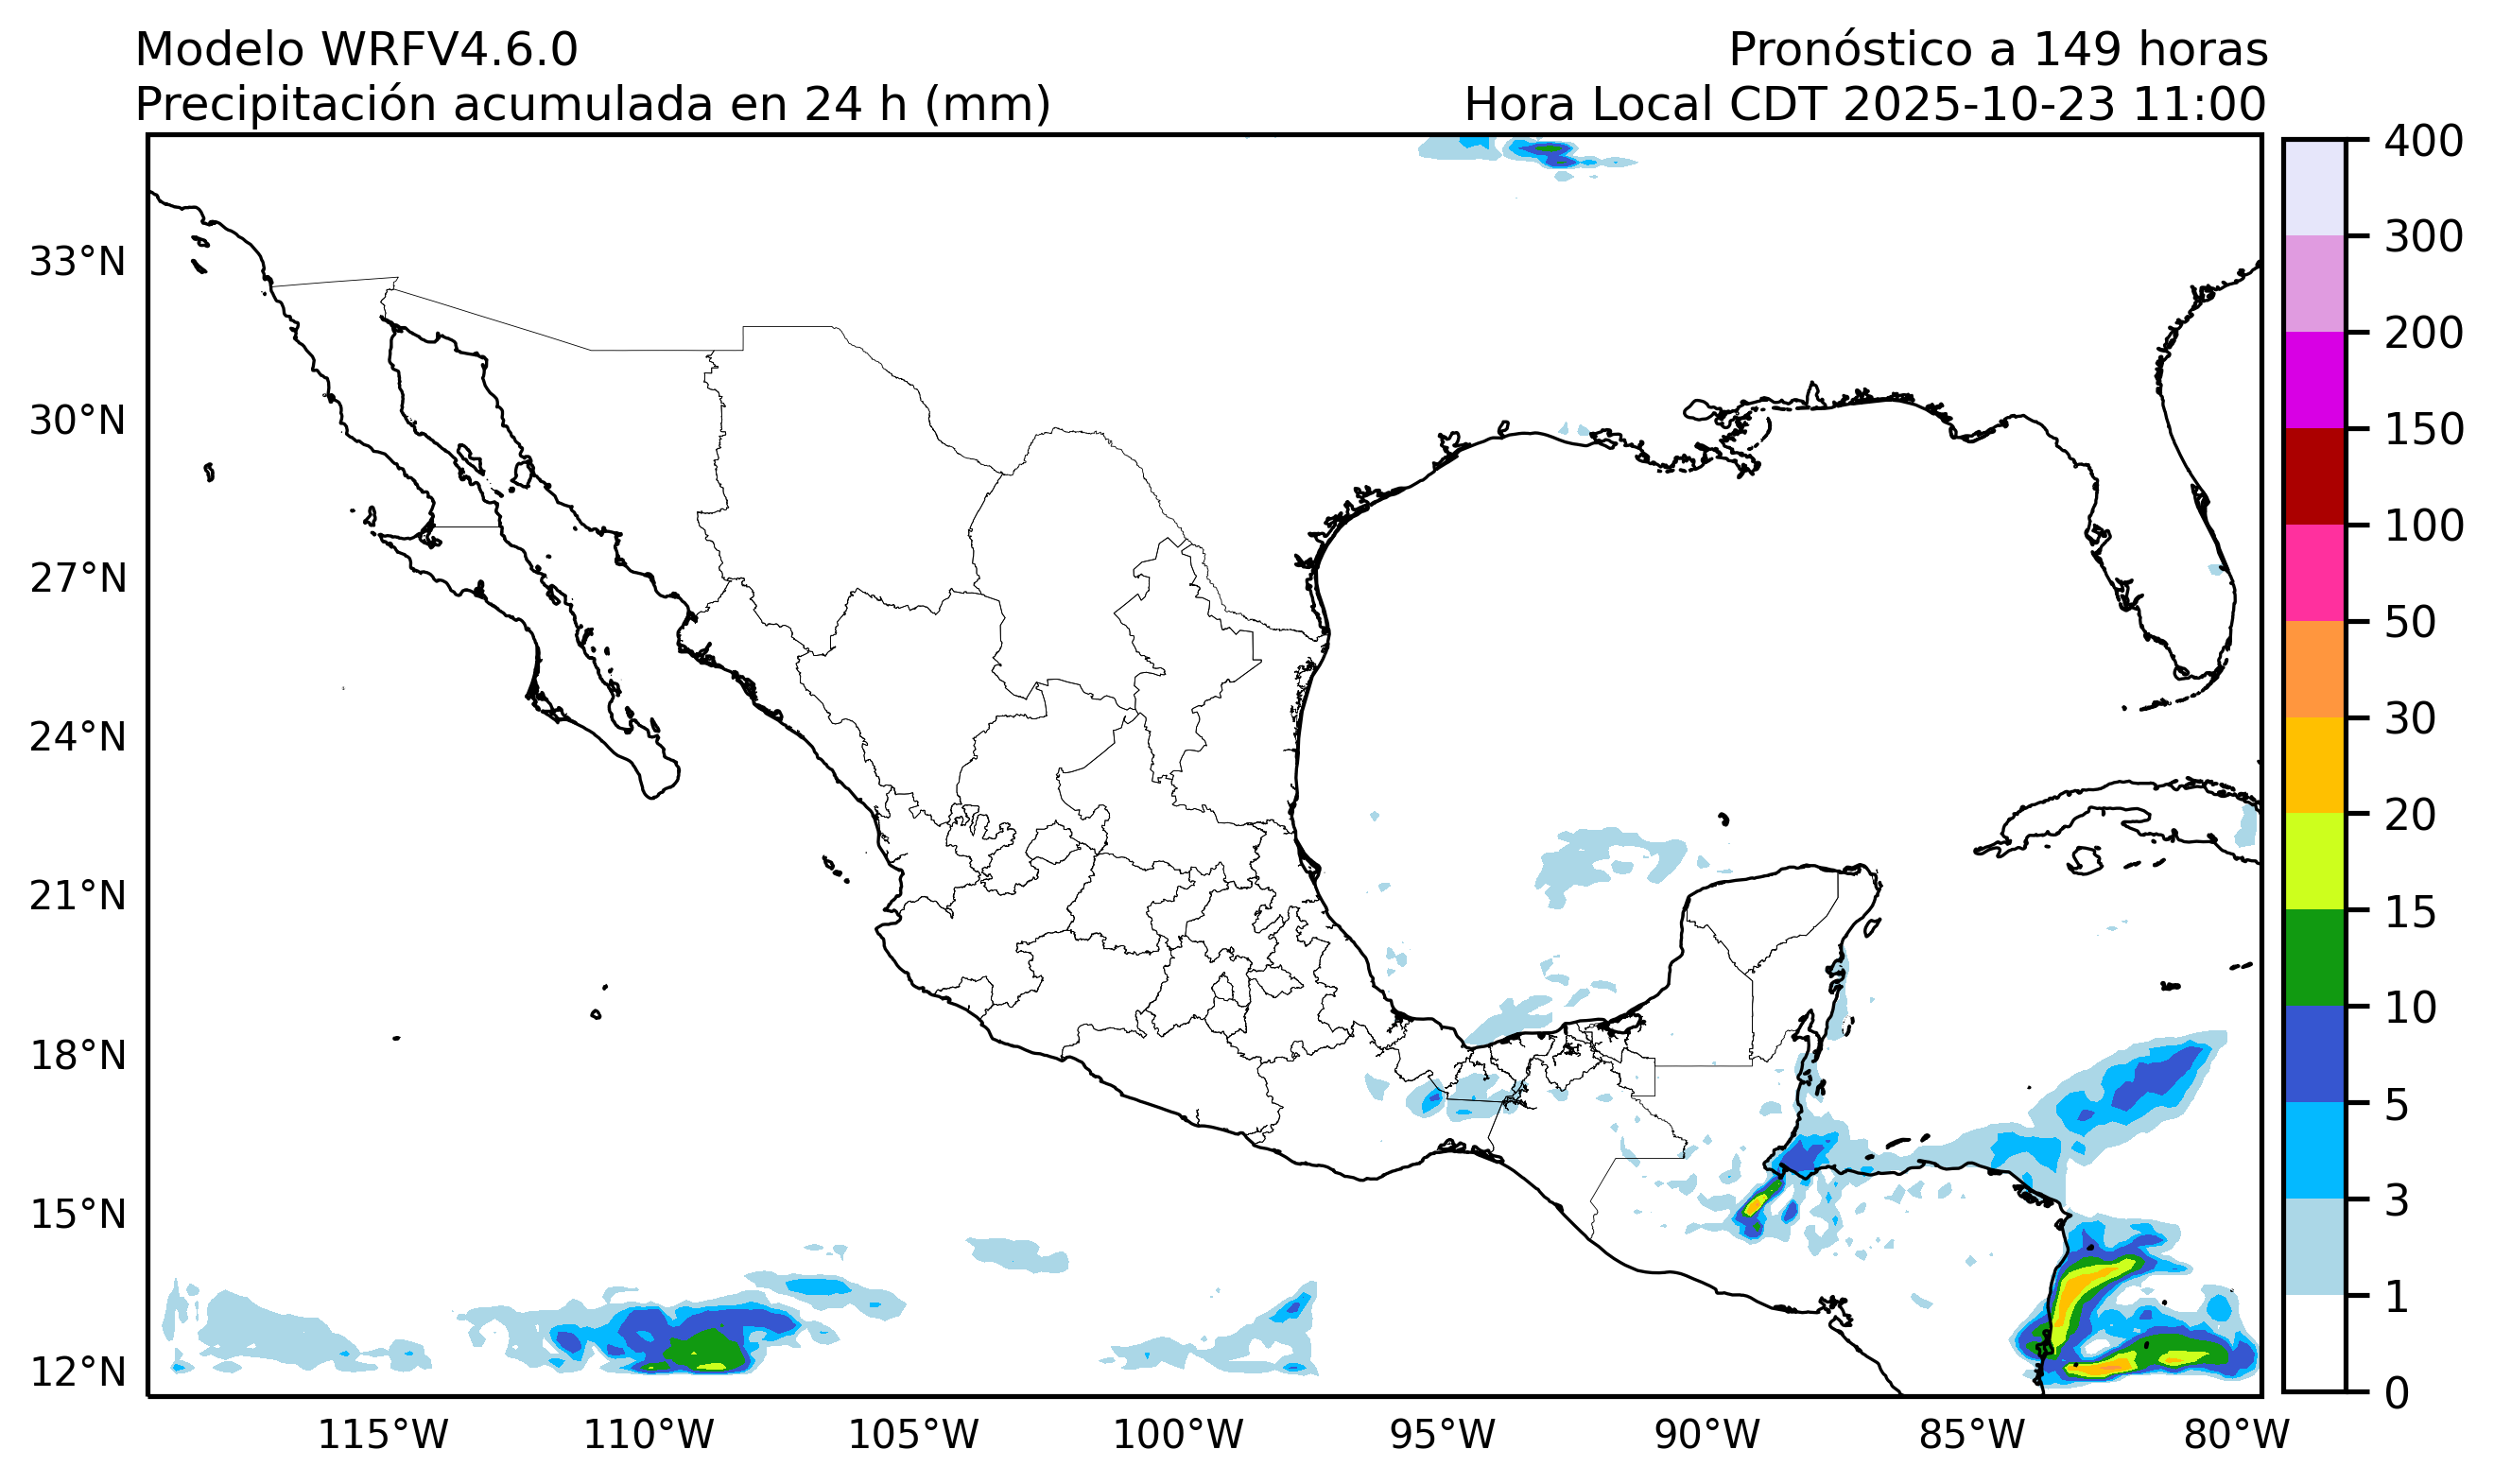 Modelo WRFV4.6.0
Pronóstico a 149 horas
Precipitación acumulada en 24 h (mm)
Hora Local CDT 2025-10-23 11:00
33°N
30°N
27°N
24°N
21°N
18°N
15°N
12°N
115°W
110°W
105°W
100°W
95°W
90°W
85°W
80°W
400
300
200
150
100
50
30
20
15
10
5
3
1
0